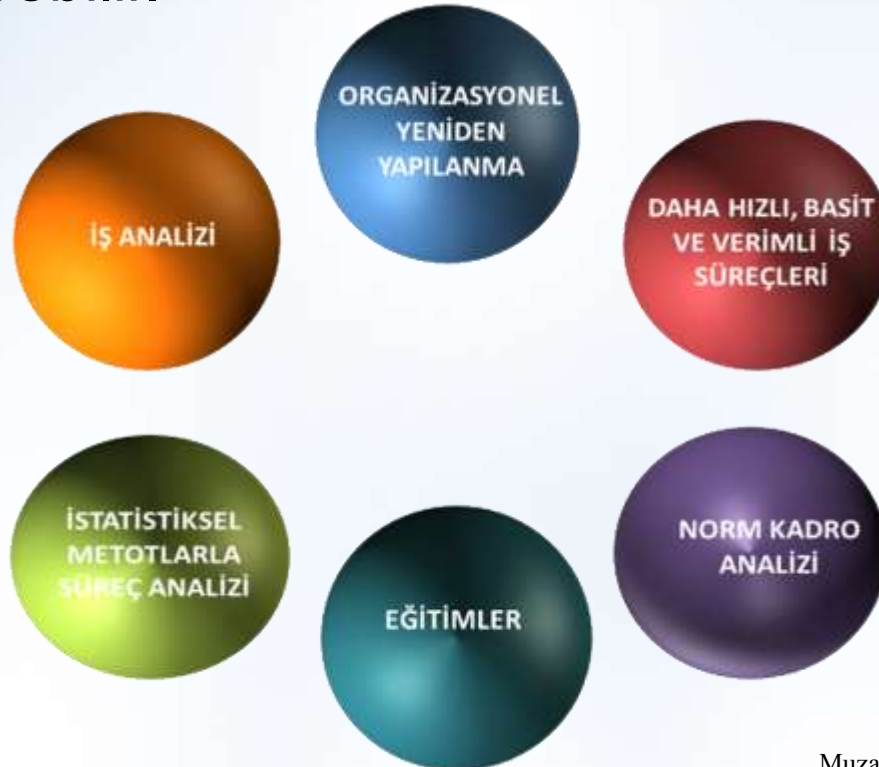 ORGANİZASYONEL
YENİDEN
YAPILANMA
İŞ ANALİZİ
DAHA HIZLI, BASİT
VE VERİMLİ İŞ
SÜREÇLERİ
İSTATİSTİKSEL
METOTLARLA
SÜREÇ ANALİZİ
NORM KADRO
ANALİZİ
EĞİTİMLER